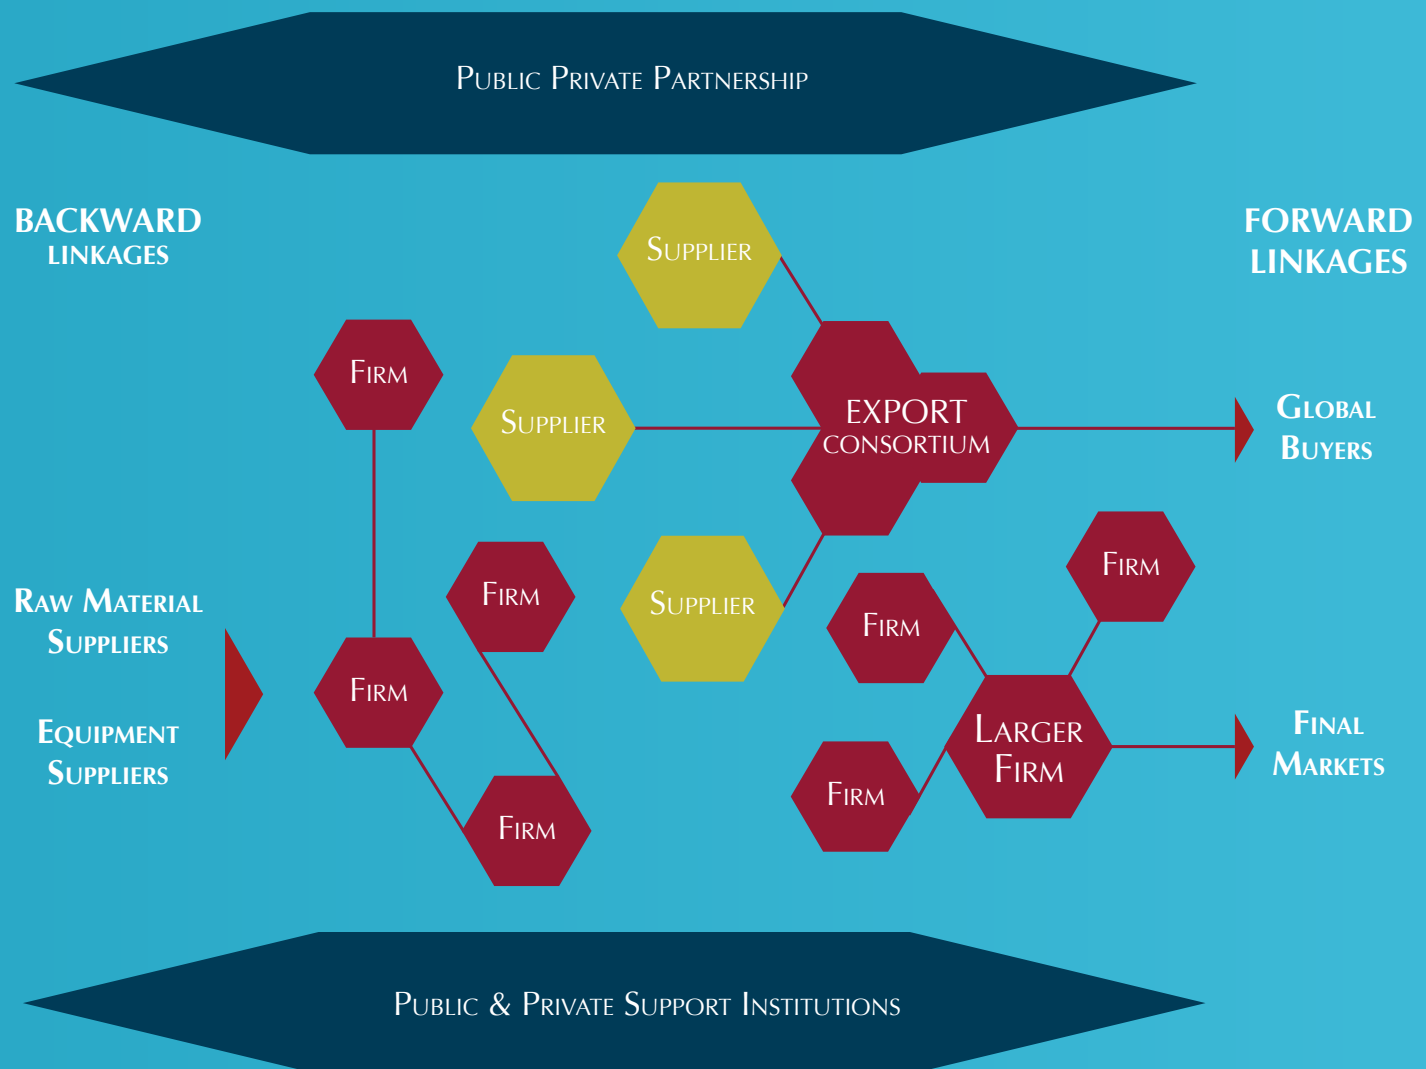 Public Private Partnership
BACKWARD
LINKAGES
FORWARD
LINKAGES
Supplier
Firm
Supplier
EXPORT
CONSORTIUM
Global
Buyers
Raw Material
Suppliers
Equipment
Suppliers
Firm
Firm
Firm
Supplier
Firm
Firm
Firm
Larger
Firm
Final
Markets
Public & Private Support Institutions